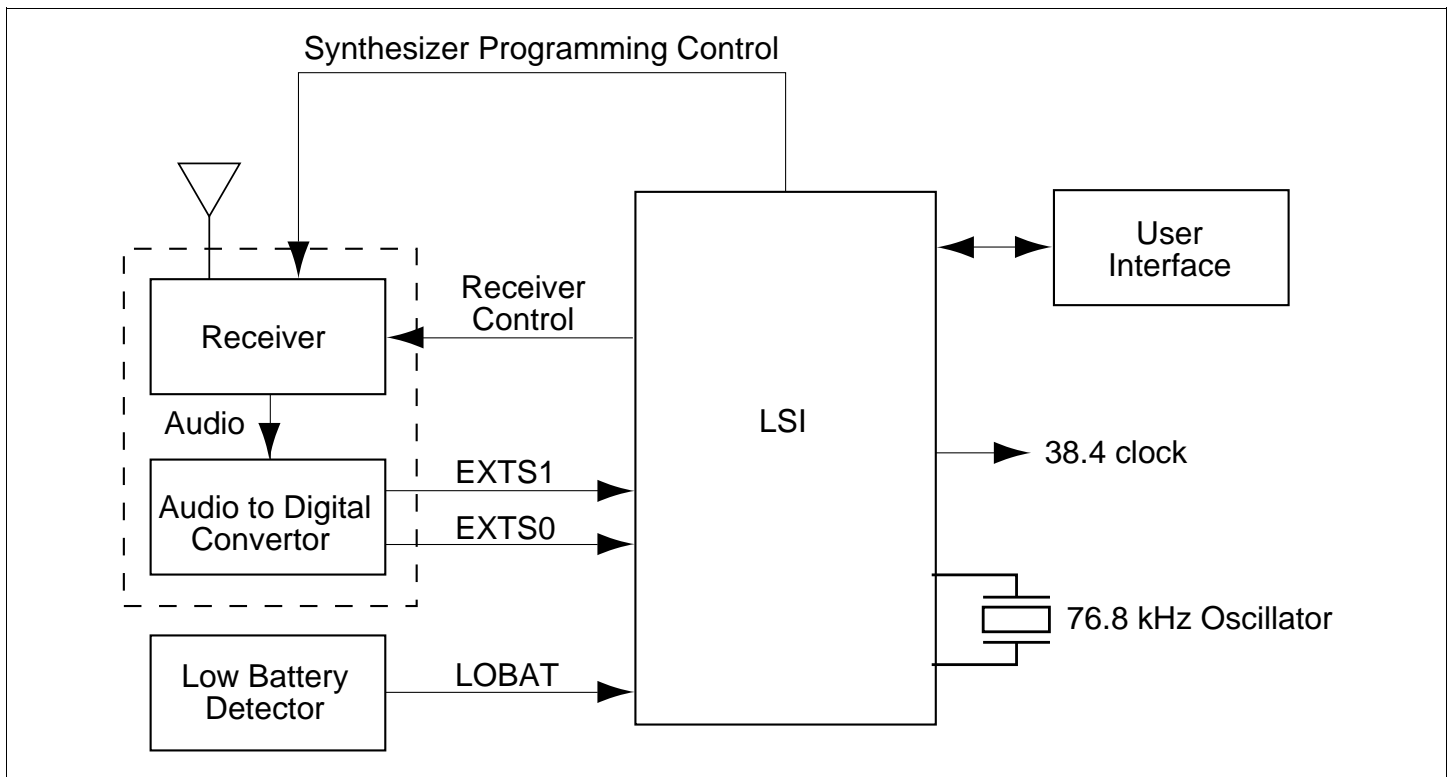 Synthesizer Programming Control
User
Interface
Receiver
Control
Receiver
LSI
Audio
38.4 clock
EXTS1
Audio to Digital
Convertor
EXTS0
76.8 kHz Oscillator
Low Battery
Detector
LOBAT